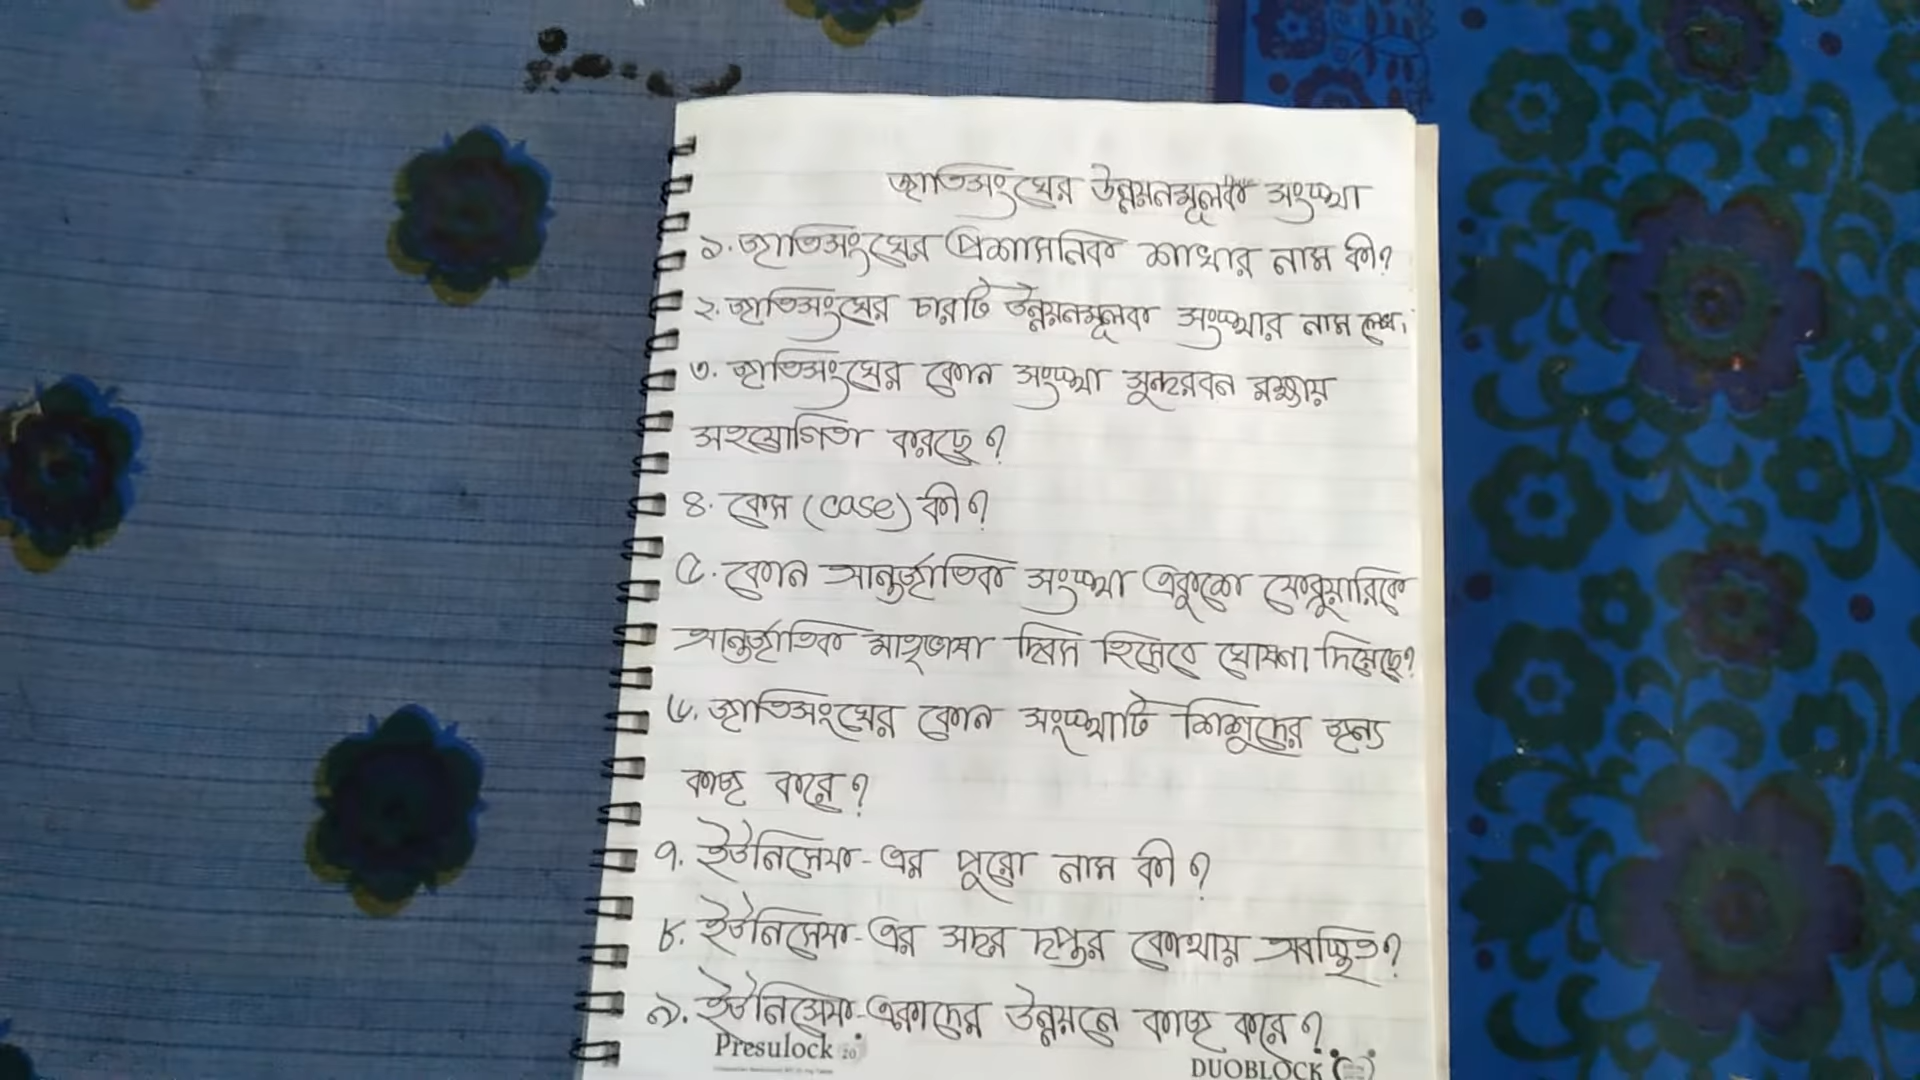 জাতিসংঘের উন্নয়নমূলক সংস্থা
১. জাতিসংঘের প্রশাসনিক শাখার নাম কী?
২. জাতিসংঘের চারটি উন্নয়নমূলক সংস্থার নাম লেখ।
৩. জাতিসংঘের কোন সংস্থা সুন্দরবন রক্ষায়
সহযোগিতা করছে?
৪. কেস (case) কী?
৫. কোন আন্তর্জাতিক সংস্থা একুশে ফেব্রুয়ারিকে
আন্তর্জাতিক মাতৃভাষা দিবস হিসেবে ঘোষণা দিয়েছে?
৬. জাতিসংঘের কোন সংস্থাটি শিশুদের জন্য
কাজ করে?
৭. ইউনিসেফ-এর পুরো নাম কী?
৮. ইউনিসেফ-এর সদর দপ্তর কোথায় অবস্থিত?
৯. ইউনিসেফ উন্নয়নে কাজ করে?
Presulock 20
DUOBLOCK